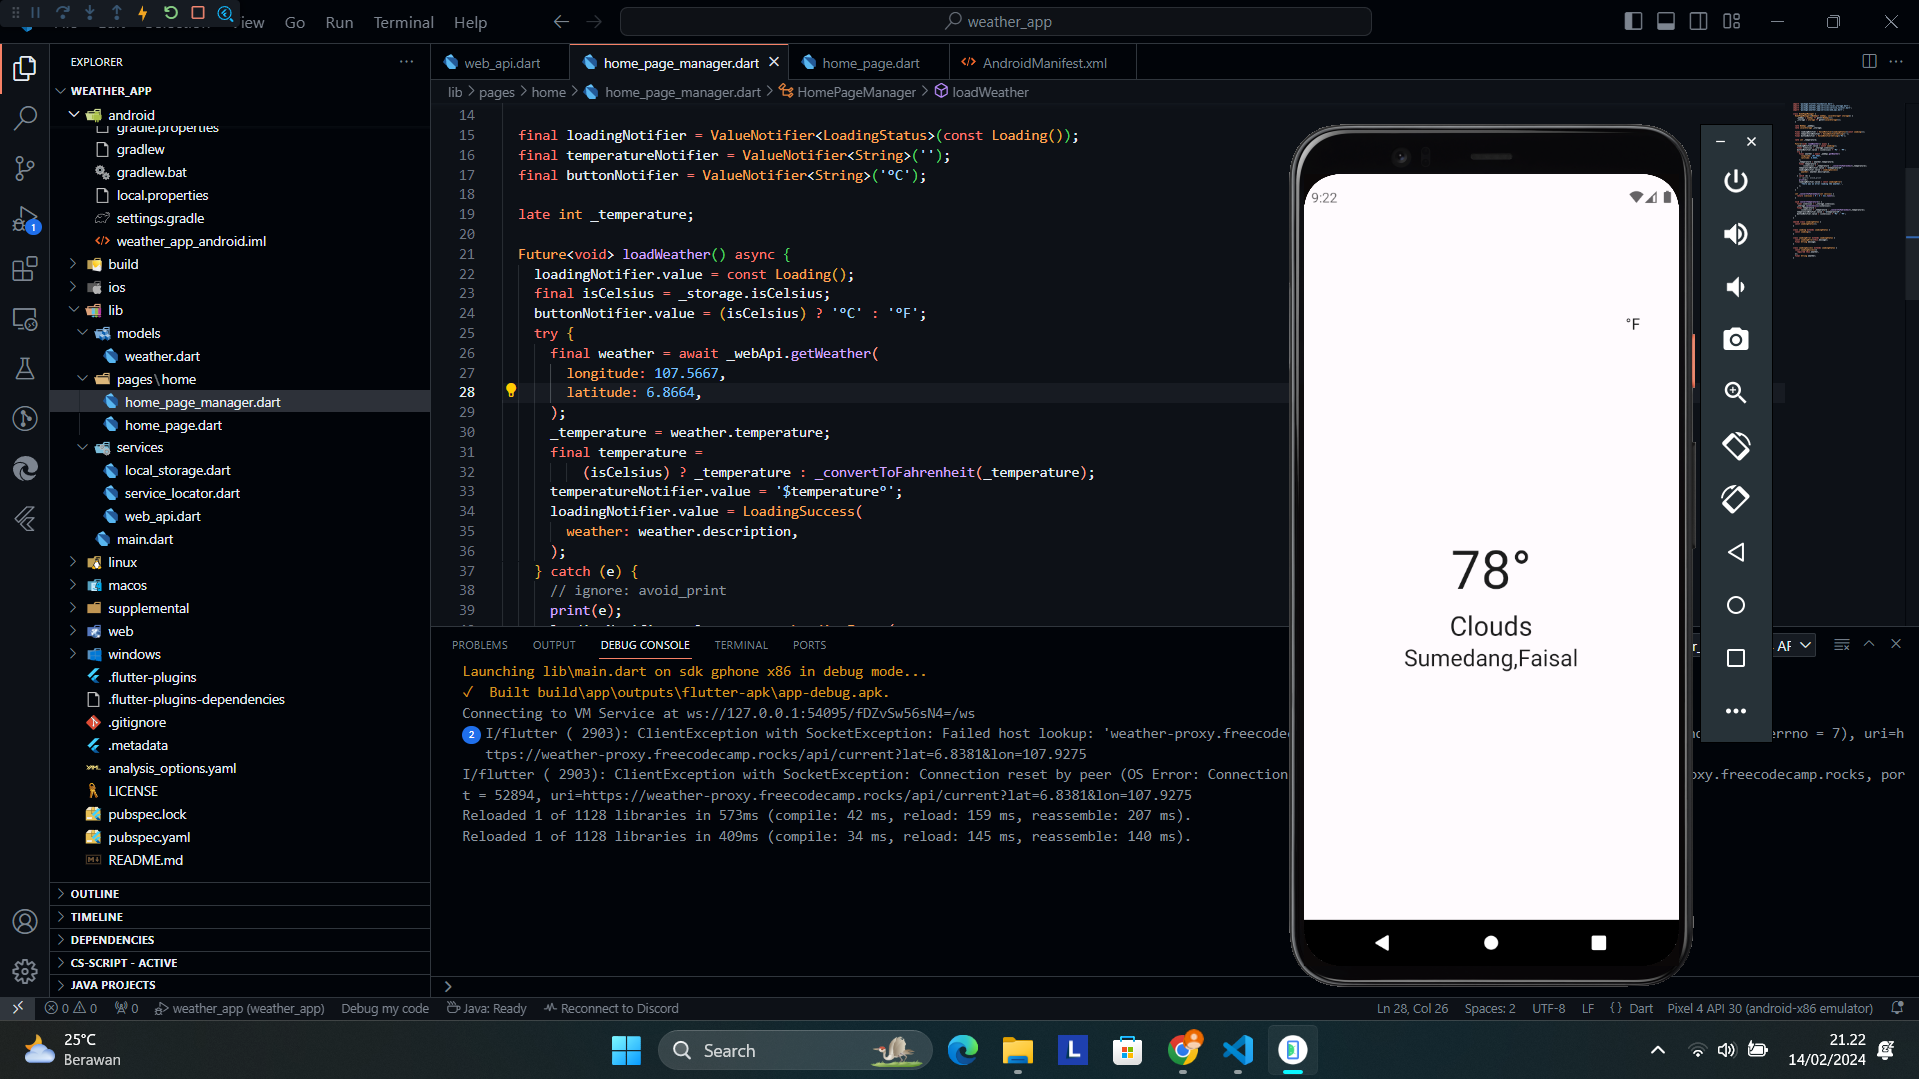 View Go Run Terminal Help
weather_app
EXPLORER
WEATHER_APP
android
gradle.properties
gradlew
gradlew.bat
local.properties
settings.gradle
weather_app_android.iml
build
ios
lib
models
weather.dart
pages\home
home_page_manager.dart
home_page.dart
services
local_storage.dart
service_locator.dart
web_api.dart
main.dart
linux
macos
supplemental
web
windows
.flutter-plugins
.flutter-plugins-dependencies
.gitignore
.metadata
analysis_options.yaml
LICENSE
pubspec.lock
pubspec.yaml
README.md
OUTLINE
TIMELINE
DEPENDENCIES
CS-SCRIPT - ACTIVE
JAVA PROJECTS
1
web_api.dart home_page_manager.dart home_page.dart AndroidManifest.xml
lib > pages > home > home_page_manager.dart > HomePageManager > loadWeather
14
15 final loadingNotifier = ValueNotifier<LoadingStatus>(const Loading());
16 final temperatureNotifier = ValueNotifier<String>('');
17 final buttonNotifier = ValueNotifier<String>('°C');
18
19 late int _temperature;
20
21 Future<void> loadWeather() async {
22 loadingNotifier.value = const Loading();
23 final isCelsius = _storage.isCelsius;
24 buttonNotifier.value = (isCelsius) ? '°C' : '°F';
25 try {
26 final weather = await _webApi.getWeather(
27 longitude: 107.5667,
28 latitude: 6.8664,
29 );
30 _temperature = weather.temperature;
31 final temperature =
32 (isCelsius) ? _temperature : _convertToFahrenheit(_temperature);
33 temperatureNotifier.value = '$temperature°';
34 loadingNotifier.value = LoadingSuccess(
35 weather: weather.description,
36 );
37 } catch (e) {
38 // ignore: avoid_print
39 print(e);
PROBLEMS OUTPUT DEBUG CONSOLE TERMINAL PORTS
Launching lib\main.dart on sdk gphone x86 in debug mode...
✓ Built build\app\outputs\flutter-apk\app-debug.apk.
Connecting to VM Service at ws://127.0.0.1:54095/fDZvSw56sN4=/ws
2 I/flutter ( 2903): ClientException with SocketException: Failed host lookup: 'weather-proxy.freecodec errno = 7), uri=h
ttps://weather-proxy.freecodecamp.rocks/api/current?lat=6.8381&lon=107.9275
I/flutter ( 2903): ClientException with SocketException: Connection reset by peer (OS Error: Connection oxy.freecodecamp.rocks, por
t = 52894, uri=https://weather-proxy.freecodecamp.rocks/api/current?lat=6.8381&lon=107.9275
Reloaded 1 of 1128 libraries in 573ms (compile: 42 ms, reload: 159 ms, reassemble: 207 ms).
Reloaded 1 of 1128 libraries in 409ms (compile: 34 ms, reload: 145 ms, reassemble: 140 ms).
9:22
°F
78°
Clouds
Sumedang,Faisal
0 0 0 weather_app (weather_app) Debug my code Java: Ready Reconnect to Discord Ln 28, Col 26 Spaces: 2 UTF-8 LF {} Dart Pixel 4 API 30 (android-x86 emulator)
25°C
Berawan
Search
L
21.22
14/02/2024